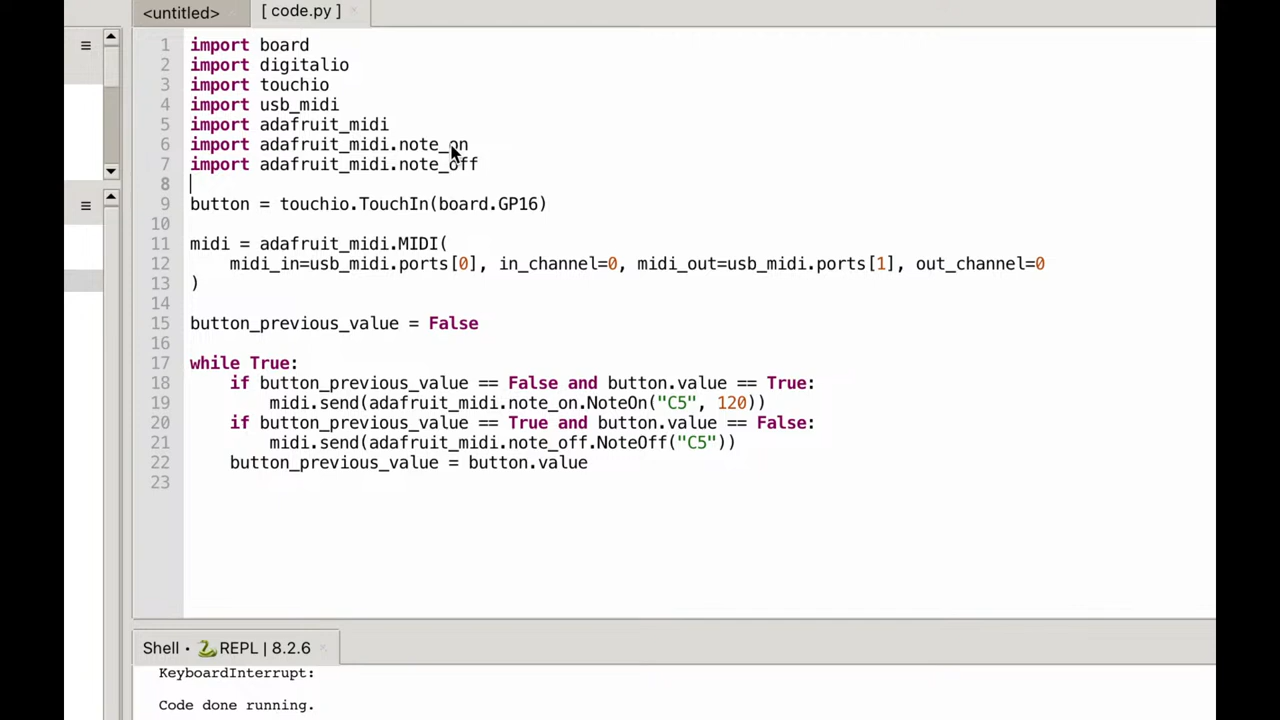 <untitled>
[ code.py ]
1 import board
2 import digitalio
3 import touchio
4 import usb_midi
5 import adafruit_midi
6 import adafruit_midi.note_on
7 import adafruit_midi.note_off
8
9 button = touchio.TouchIn(board.GP16)
10
11 midi = adafruit_midi.MIDI(
12     midi_in=usb_midi.ports[0], in_channel=0, midi_out=usb_midi.ports[1], out_channel=0
13 )
14
15 button_previous_value = False
16
17 while True:
18     if button_previous_value == False and button.value == True:
19         midi.send(adafruit_midi.note_on.NoteOn("C5", 120))
20     if button_previous_value == True and button.value == False:
21         midi.send(adafruit_midi.note_off.NoteOff("C5"))
22     button_previous_value = button.value
23
Shell • REPL | 8.2.6
KeyboardInterrupt:
Code done running.